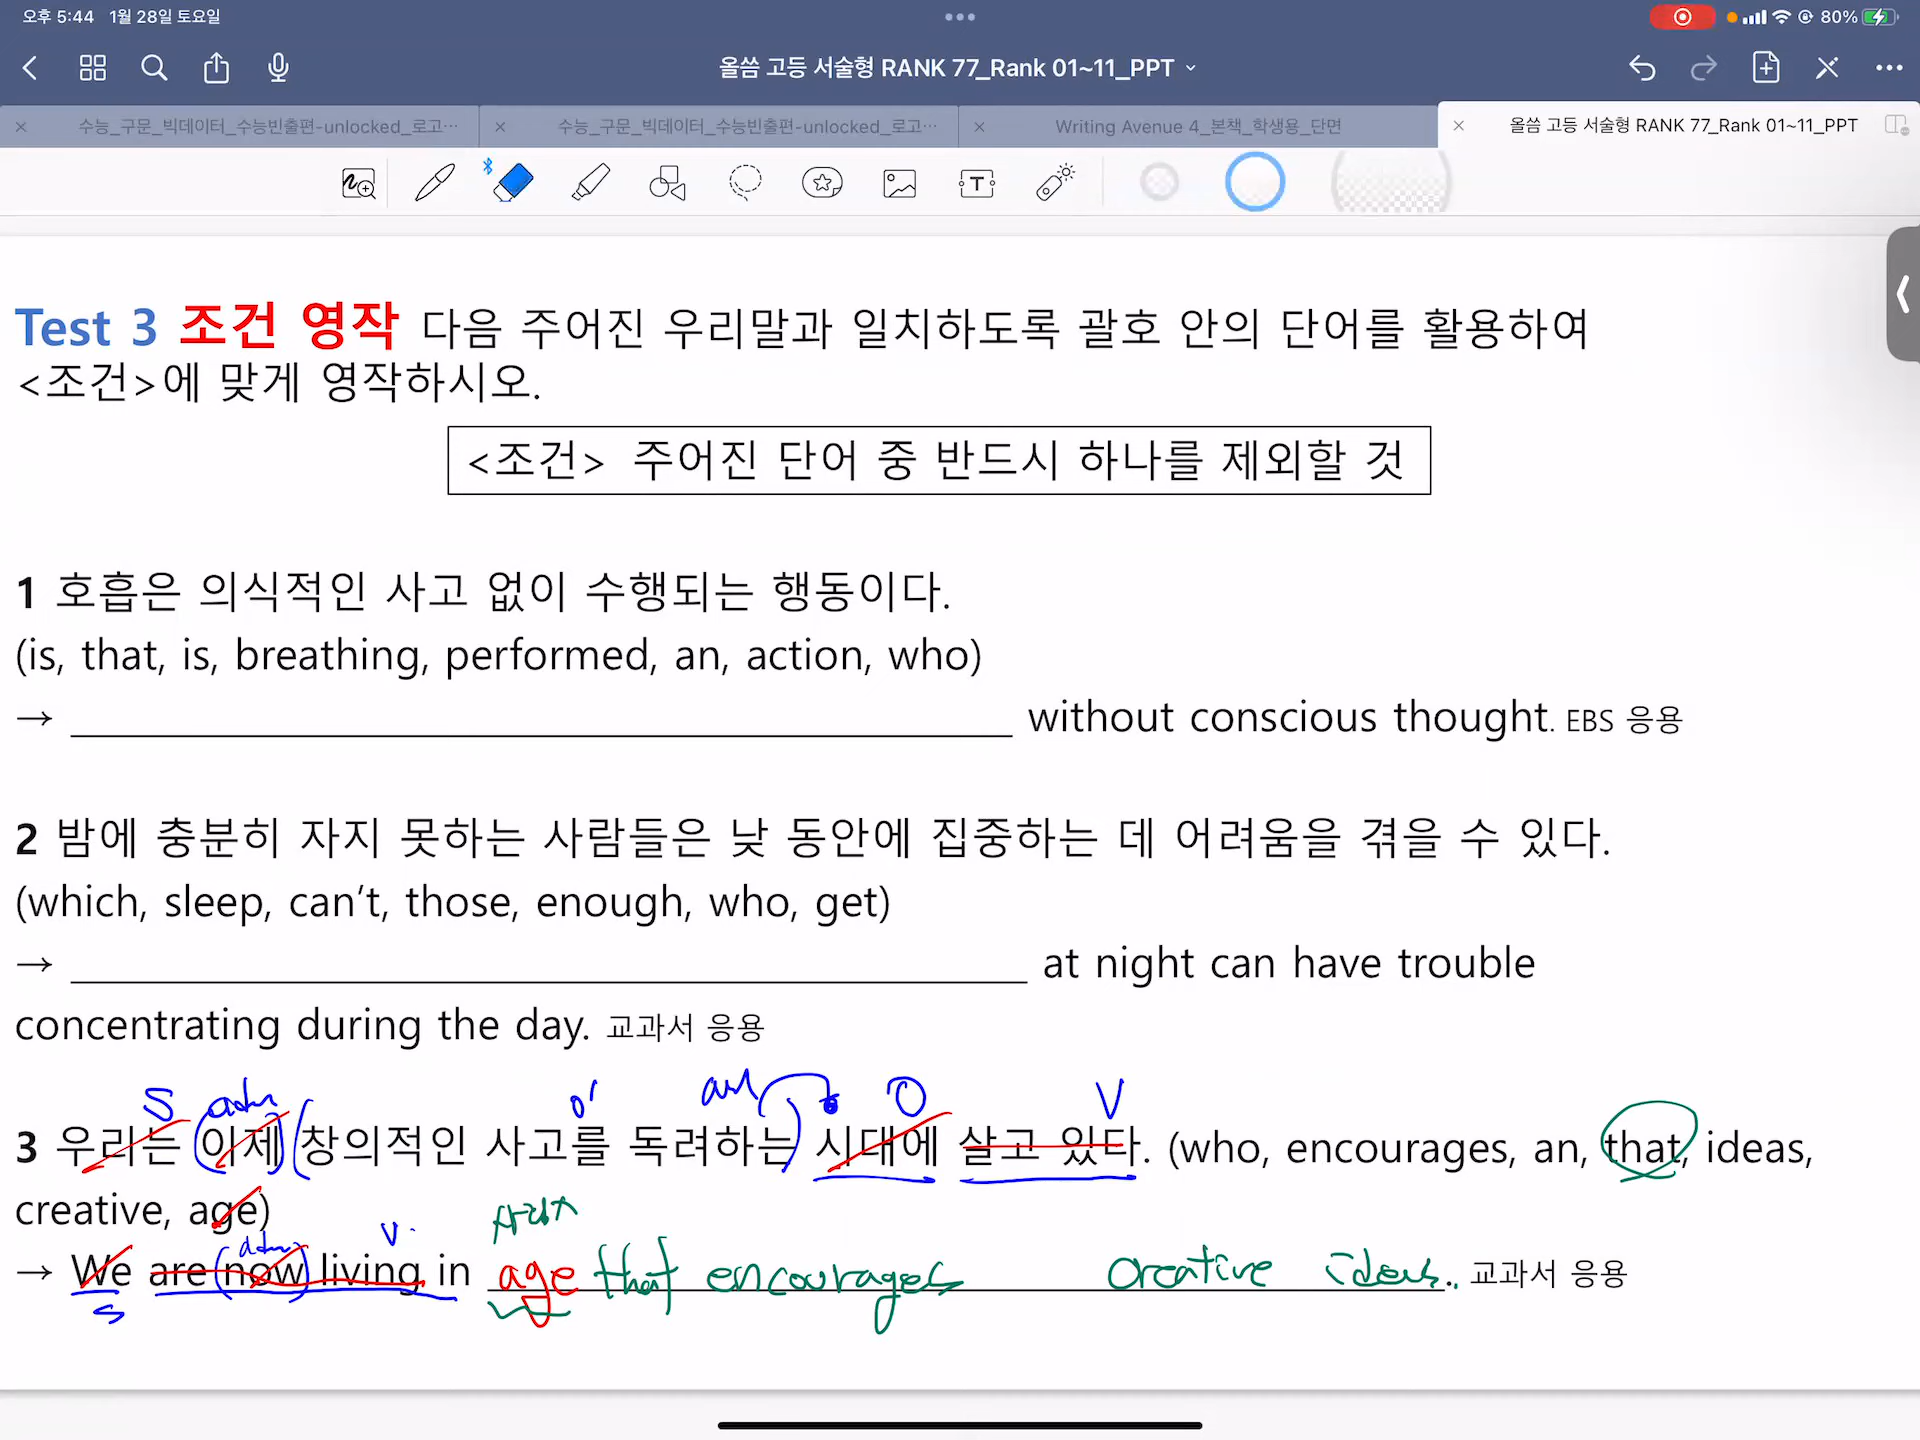 오후 5:44 1월 28일 토요일
80%
올씀 고등 서술형 RANK 77_Rank 01~11_PPT
수능_구문_빅데이터_수능빈출편-unlocked_로고…
수능_구문_빅데이터_수능빈출편-unlocked_로고…
Writing Avenue 4_본책_학생용_단면
올씀 고등 서술형 RANK 77_Rank 01~11_PPT
Test 3 조건 영작 다음 주어진 우리말과 일치하도록 괄호 안의 단어를 활용하여
<조건>에 맞게 영작하시오.
<조건> 주어진 단어 중 반드시 하나를 제외할 것
1 호흡은 의식적인 사고 없이 수행되는 행동이다.
(is, that, is, breathing, performed, an, action, who)
→ ______ without conscious thought. EBS 응용
2 밤에 충분히 자지 못하는 사람들은 낮 동안에 집중하는 데 어려움을 겪을 수 있다.
(which, sleep, can't, those, enough, who, get)
→ ______ at night can have trouble
concentrating during the day. 교과서 응용
S O V
3 우리는 이제 창의적인 사고를 독려하는 시대에 살고 있다. (who, encourages, an, that, ideas,
creative, age)
V
→ We are now living in age that encourages creative ideas. 교과서 응용
S